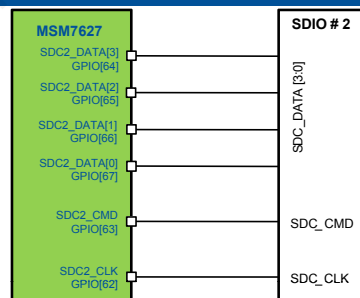 MSM7627
SDIO # 2
SDC2_DATA[3]
GPIO[64]
SDC2_DATA[2]
GPIO[65]
SDC2_DATA[1]
GPIO[66]
SDC2_DATA[0]
GPIO[67]
SDC_DATA [3:0]
SDC2_CMD
GPIO[63]
SDC_CMD
SDC2_CLK
GPIO[62]
SDC_CLK